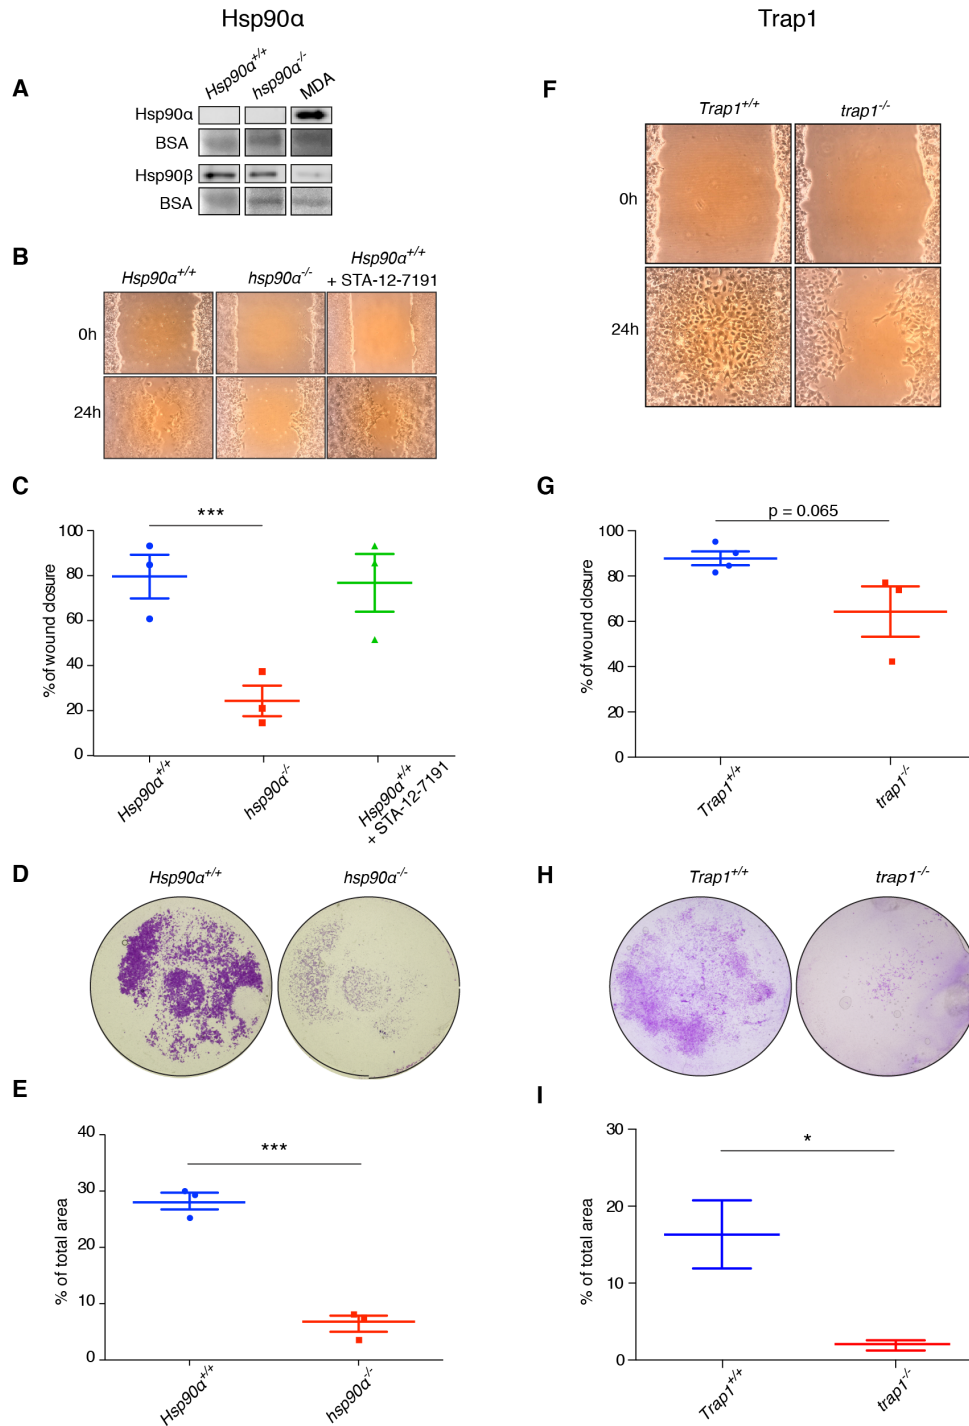 Hsp90α
Trap1
A
Hsp90α+/+
hsp90α-/-
MDA
Hsp90α
BSA
Hsp90β
BSA
B
Hsp90α+/+
hsp90α-/-
Hsp90α+/+
+ STA-12-7191
0h
24h
C
***
% of wound closure
100
80
60
40
20
0
Hsp90α+/+
hsp90α-/-
Hsp90α+/+
+ STA-12-7191
D
Hsp90α+/+
hsp90α-/-
E
***
% of total area
40
30
20
10
0
Hsp90α+/+
hsp90α-/-
F
Trap1+/+
trap1-/-
0h
24h
G
p = 0.065
% of wound closure
100
80
60
40
20
0
Trap1+/+
trap1-/-
H
Trap1+/+
trap1-/-
I
*
% of total area
30
20
10
0
Trap1+/+
trap1-/-